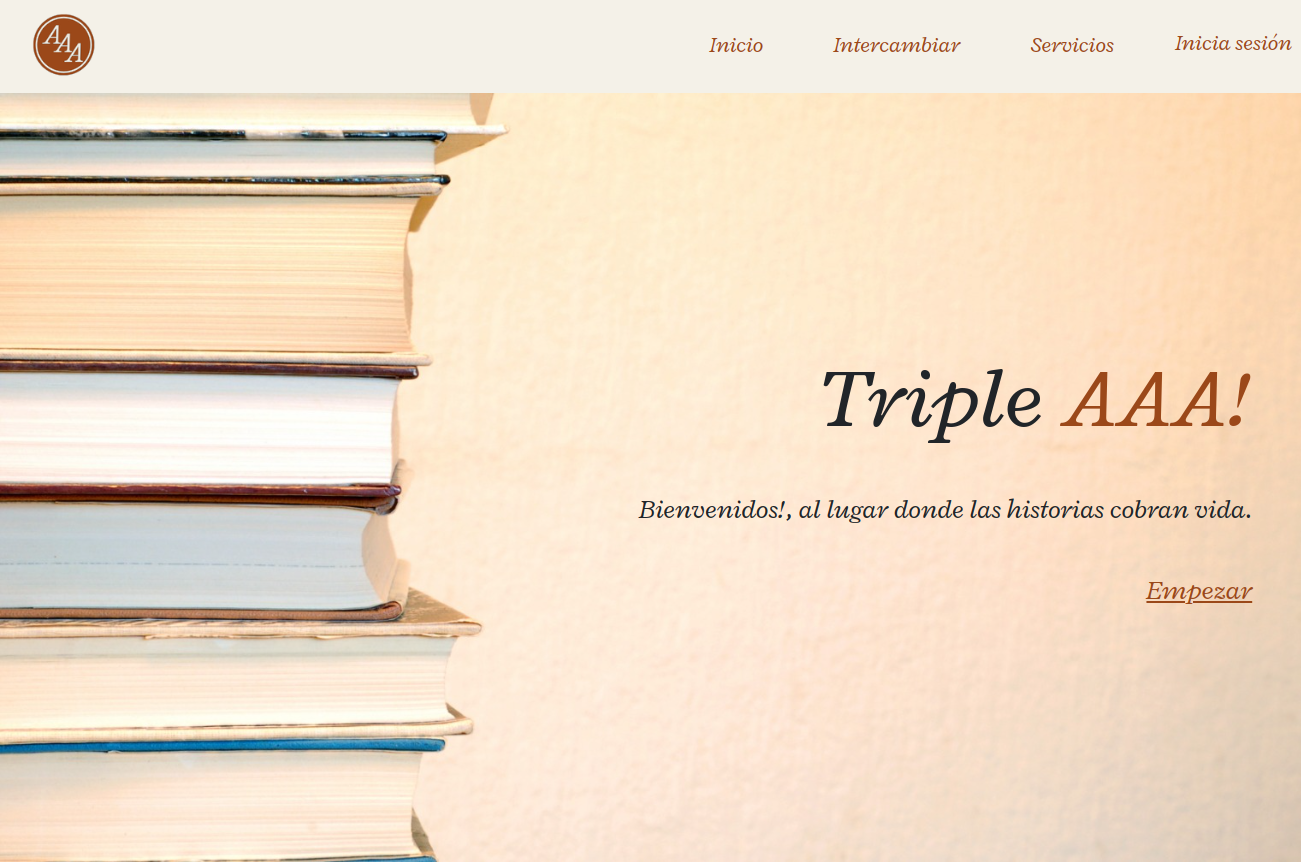 AAA
Inicio Intercambiar Servicios Inicia sesión
Triple AAA!
Bienvenidos!, al lugar donde las historias cobran vida.
Empezar